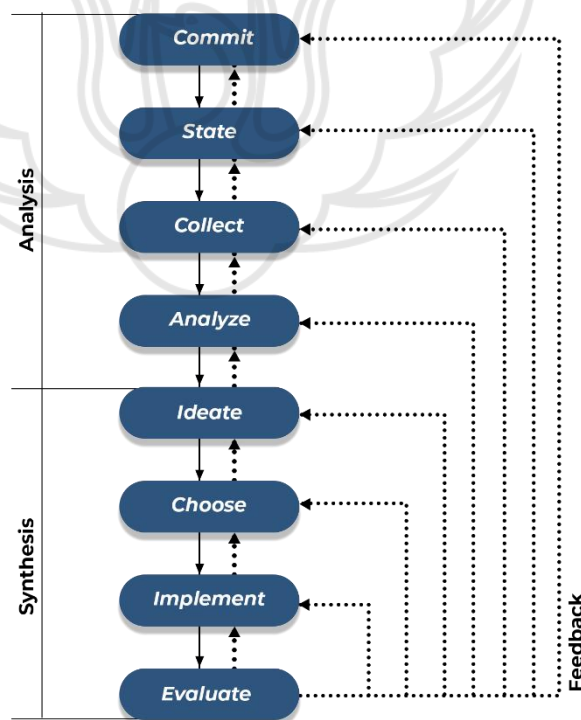 Commit
State
Collect
Analysis
Analyze
Ideate
Choose
Synthesis
Implement
Evaluate
Feedback